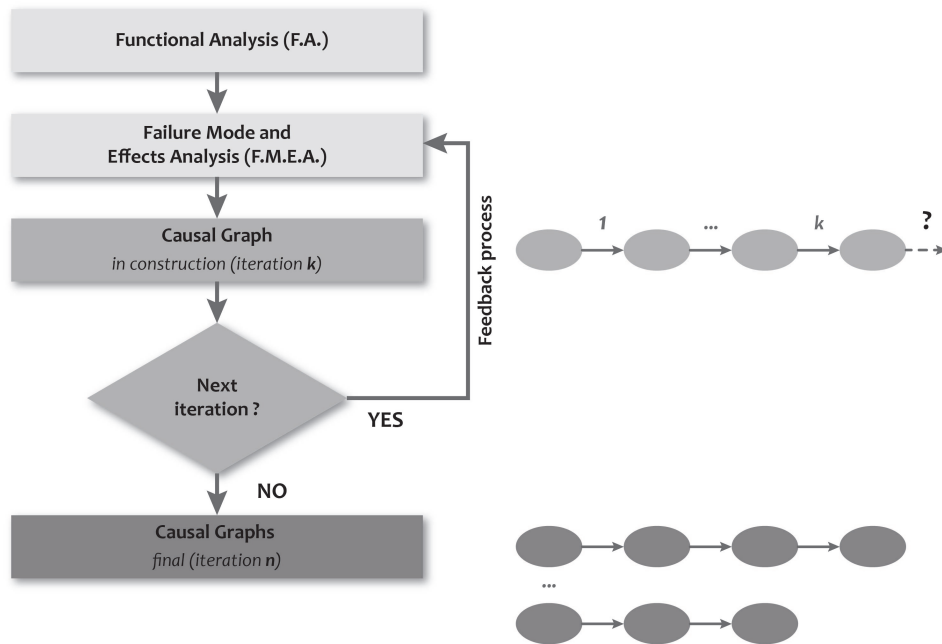 Functional Analysis (F.A.)
Failure Mode and
Effects Analysis (F.M.E.A.)
Causal Graph
in construction (iteration k)
Next
iteration ?
YES
NO
Causal Graphs
final (iteration n)
Feedback process
1
...
k
?
...